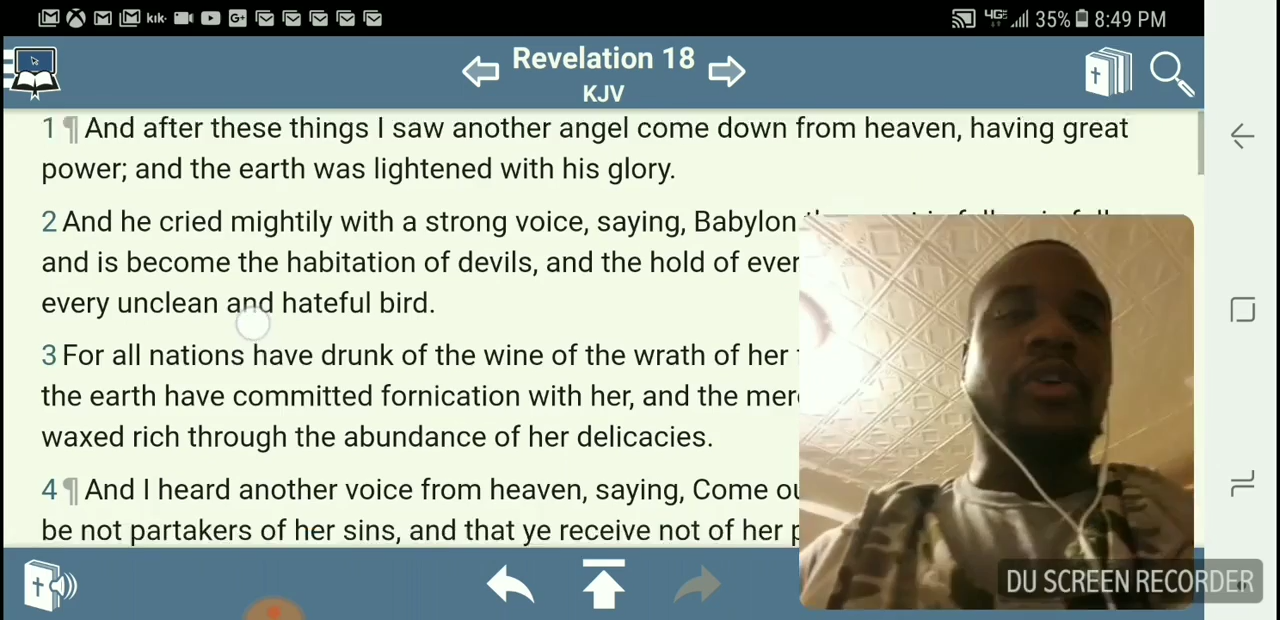 kik G+ 4GE 35% 8:49 PM
Revelation 18
KJV
1 ¶ And after these things I saw another angel come down from heaven, having great
power; and the earth was lightened with his glory.
2 And he cried mightily with a strong voice, saying, Babylon
and is become the habitation of devils, and the hold of
every unclean and hateful bird.
3 For all nations have drunk of the wine of the wrath of her
the earth have committed fornication with her, and the
waxed rich through the abundance of her delicacies.
4 ¶ And I heard another voice from heaven, saying, Come
be not partakers of her sins, and that ye receive not of her
DU SCREEN RECORDER